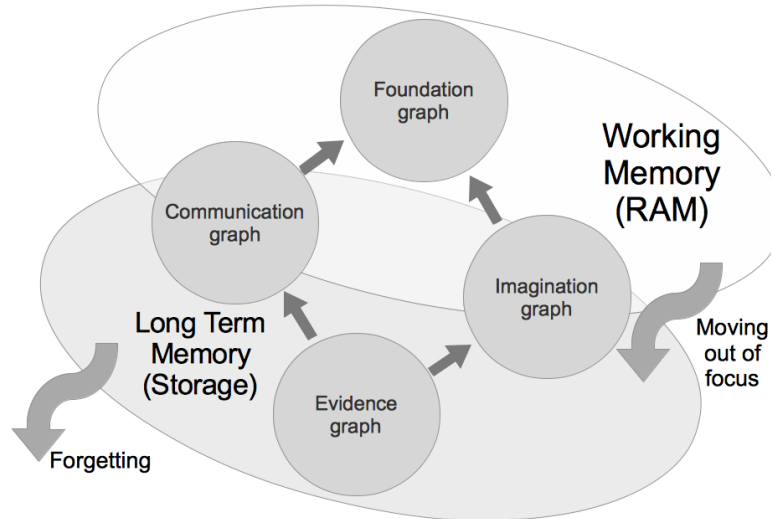 Foundation
graph
Working
Memory
(RAM)
Communication
graph
Imagination
graph
Long Term
Memory
(Storage)
Moving
out of
focus
Evidence
graph
Forgetting